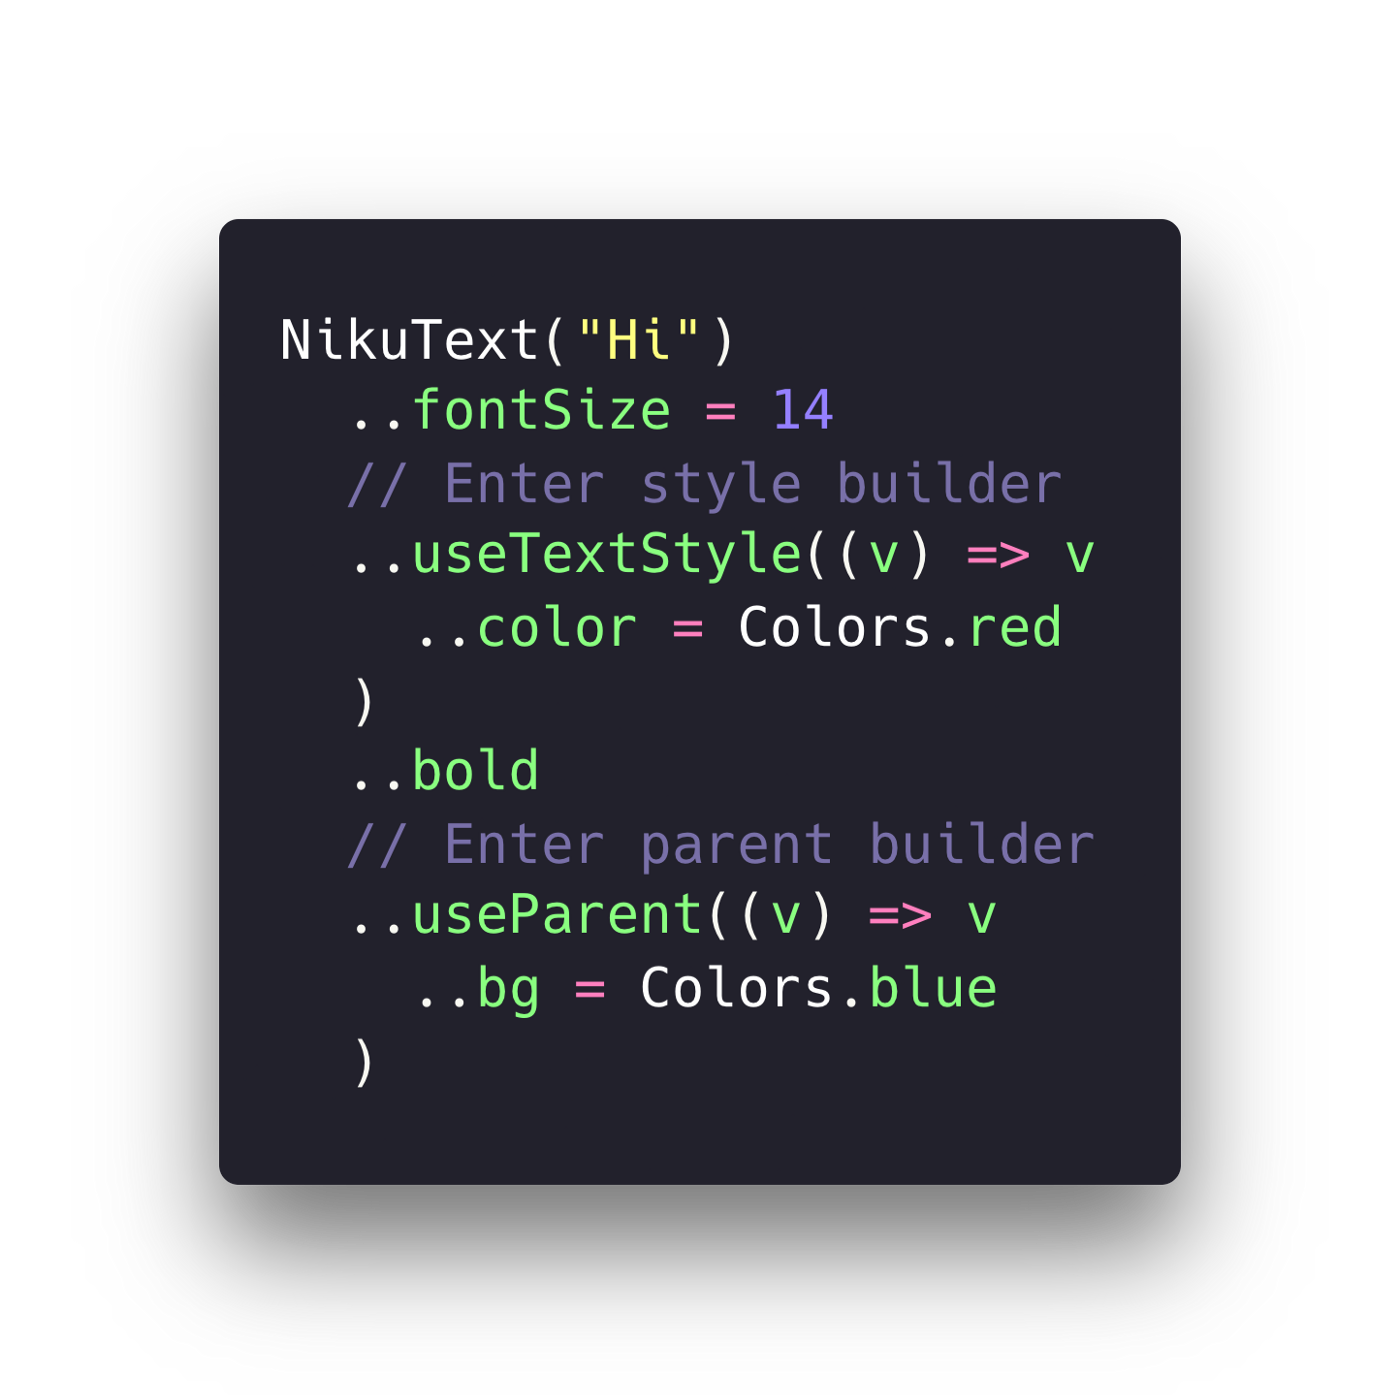 NikuText("Hi")
  ..fontSize = 14
  // Enter style builder
  ..useTextStyle((v) => v
    ..color = Colors.red
  )
  ..bold
  // Enter parent builder
  ..useParent((v) => v
    ..bg = Colors.blue
  )